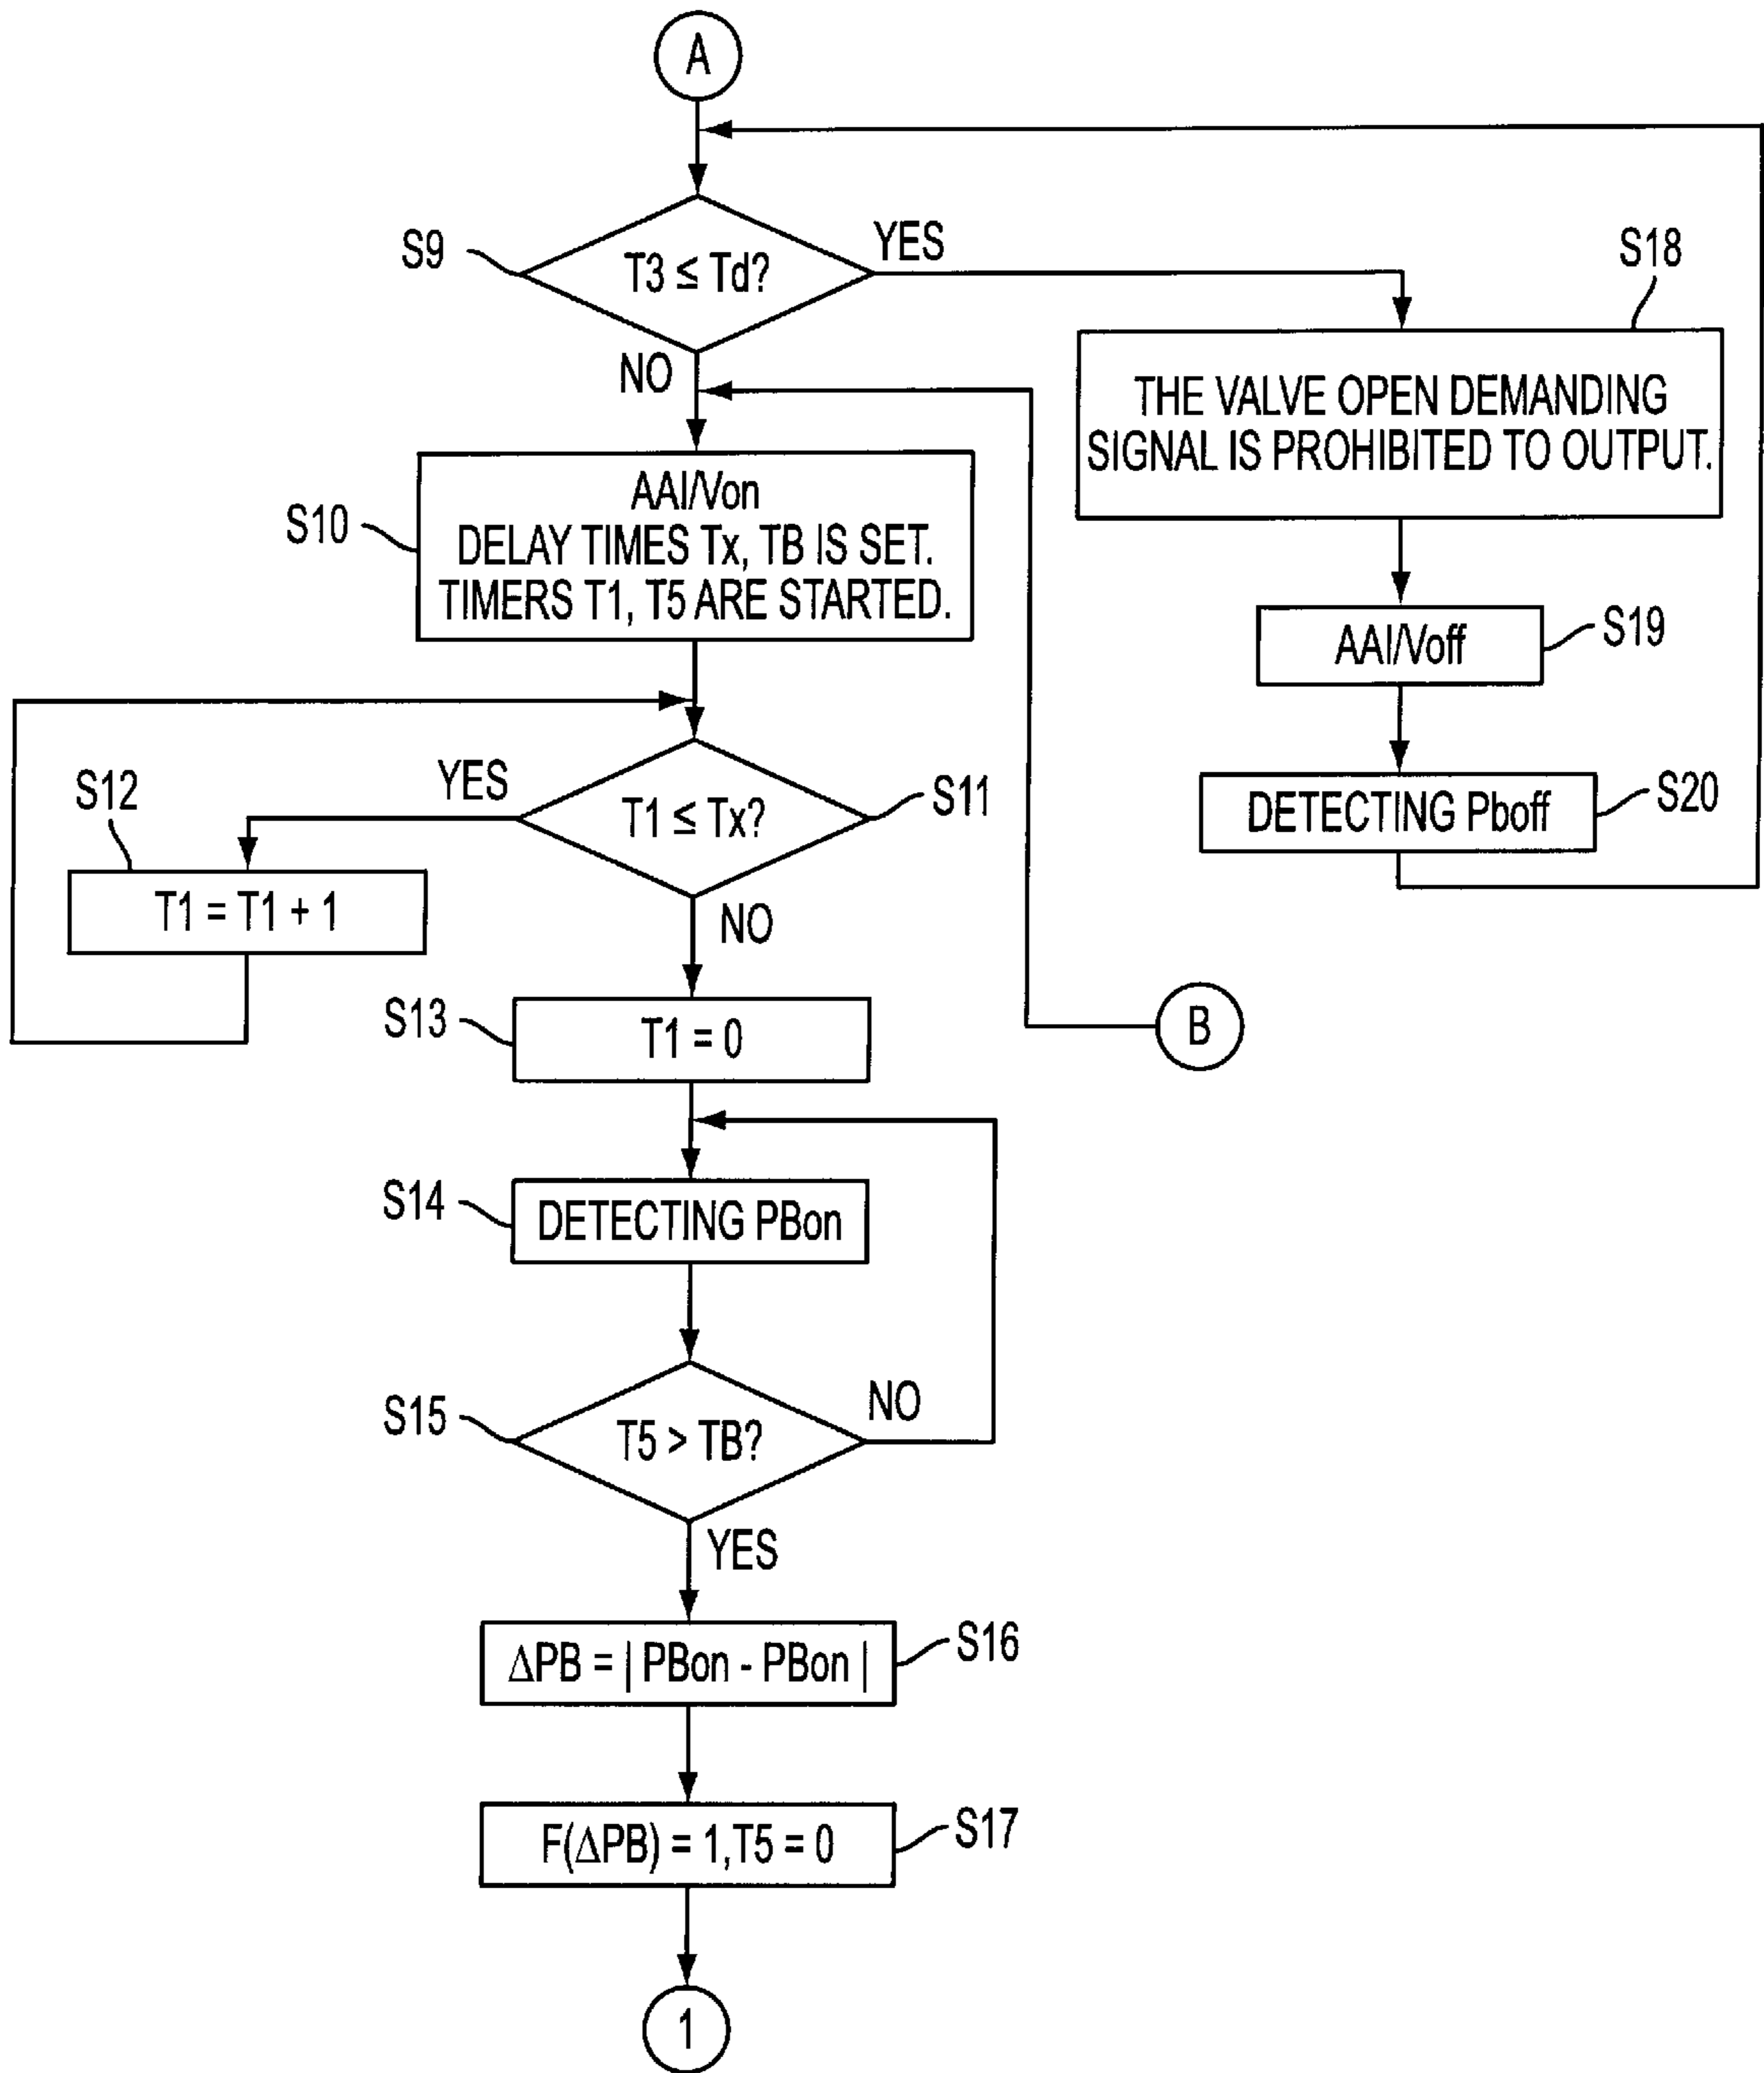 A
S9
T3 ≤ Td?
YES
NO
S18
THE VALVE OPEN DEMANDING
SIGNAL IS PROHIBITED TO OUTPUT.
S10
AAI/Von
DELAY TIMES Tx, TB IS SET.
TIMERS T1, T5 ARE STARTED.
S19
AAI/Voff
S20
DETECTING Pboff
S11
T1 ≤ Tx?
YES
NO
S12
T1 = T1 + 1
S13
T1 = 0
B
S14
DETECTING PBon
S15
T5 > TB?
NO
YES
S16
ΔPB = | PBon - PBon |
S17
F(ΔPB) = 1,T5 = 0
1